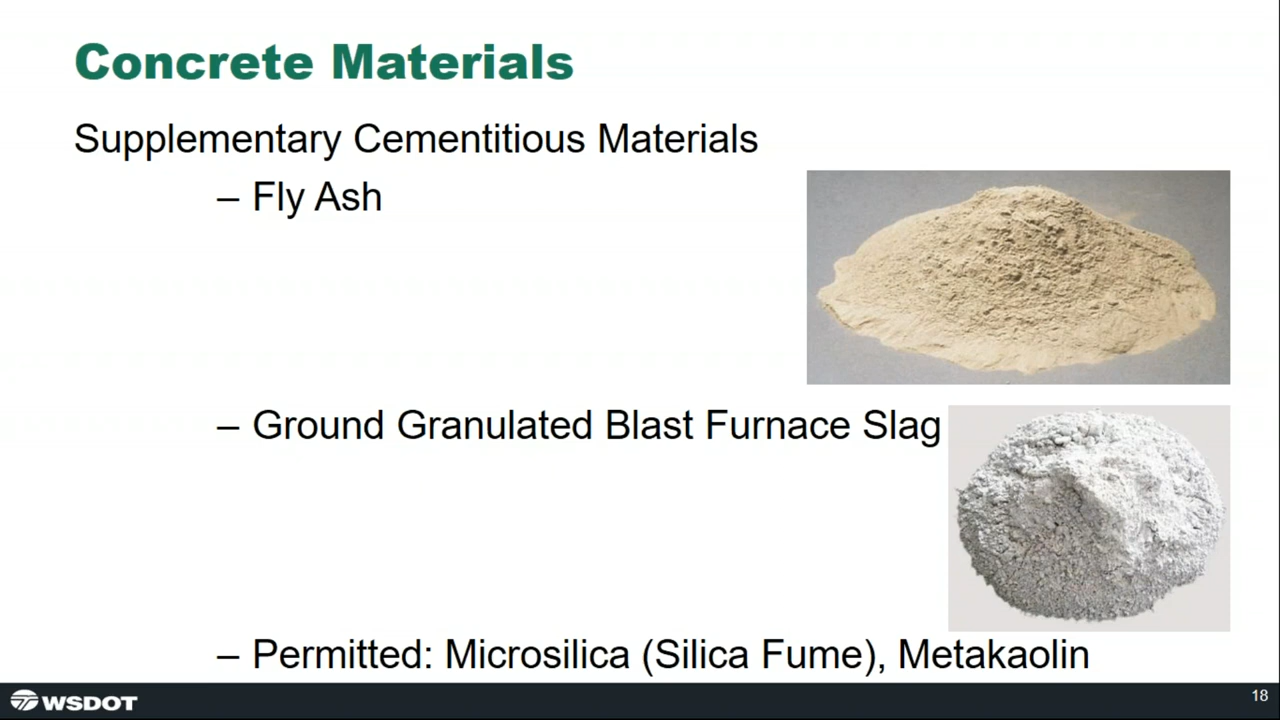 Concrete Materials
Supplementary Cementitious Materials
– Fly Ash
– Ground Granulated Blast Furnace Slag
– Permitted: Microsilica (Silica Fume), Metakaolin
WSDOT
18